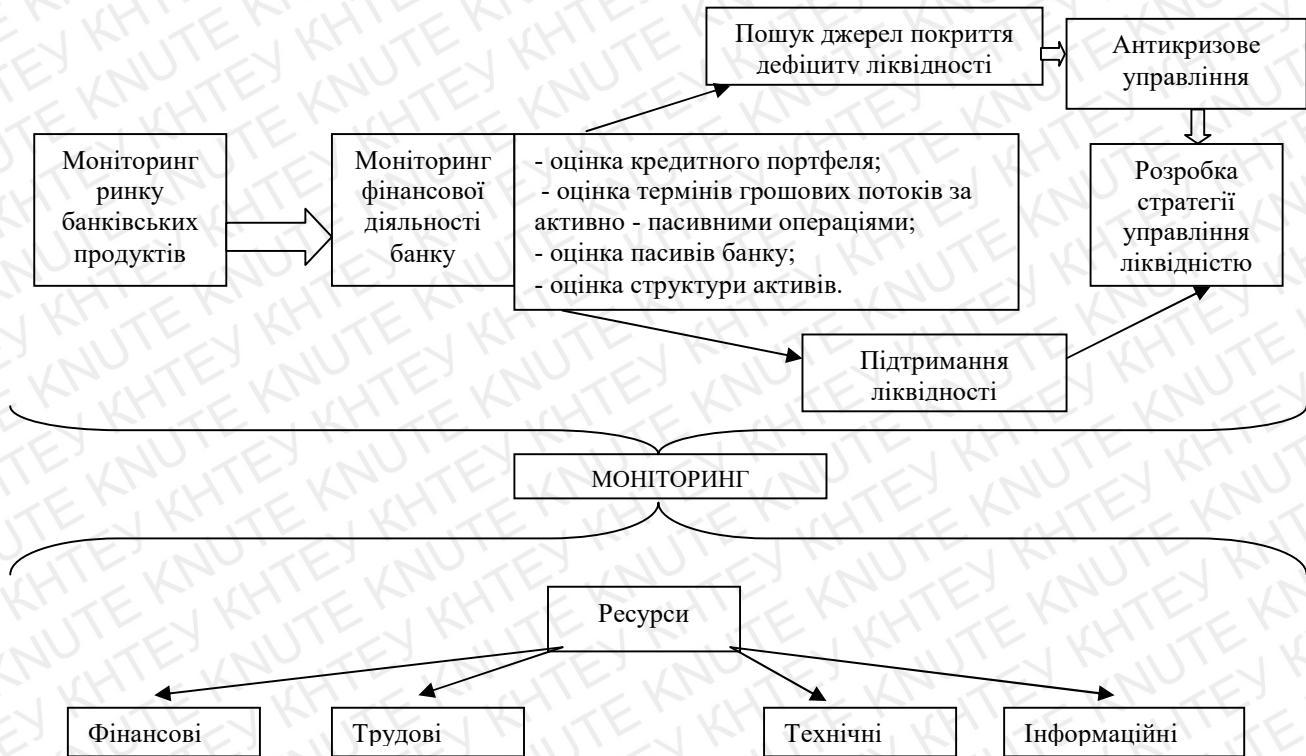 Пошук джерел покриття
дефіциту ліквідності
Антикризове
управління
Моніторинг
ринку
банківських
продуктів
Моніторинг
фінансової
діяльності
банку
- оцінка кредитного портфеля;
- оцінка термінів грошових потоків за
активно - пасивними операціями;
- оцінка пасивів банку;
- оцінка структури активів.
Розробка
стратегії
управління
ліквідністю
Підтримання
ліквідності
МОНІТОРИНГ
Ресурси
Фінансові
Трудові
Технічні
Інформаційні